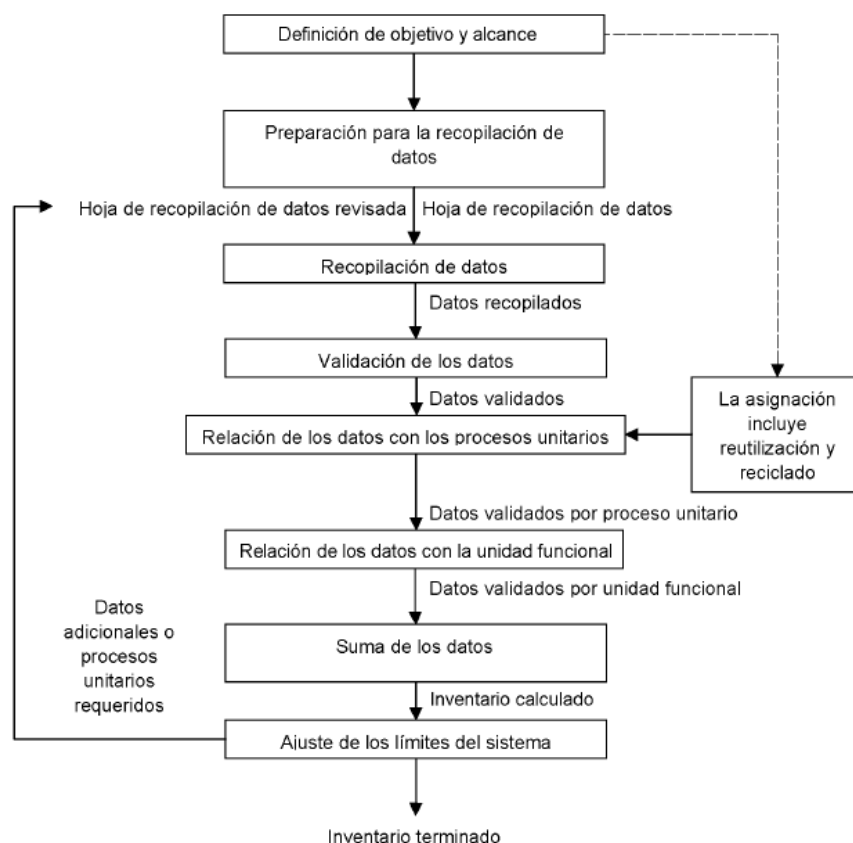 Definición de objetivo y alcance
Preparación para la recopilación de
datos
Hoja de recopilación de datos revisada
Hoja de recopilación de datos
Recopilación de datos
Datos recopilados
Validación de los datos
Datos validados
La asignación
incluye
reutilización y
reciclado
Relación de los datos con los procesos unitarios
Datos validados por proceso unitario
Relación de los datos con la unidad funcional
Datos validados por unidad funcional
Datos
adicionales o
procesos
unitarios
requeridos
Suma de los datos
Inventario calculado
Ajuste de los límites del sistema
Inventario terminado